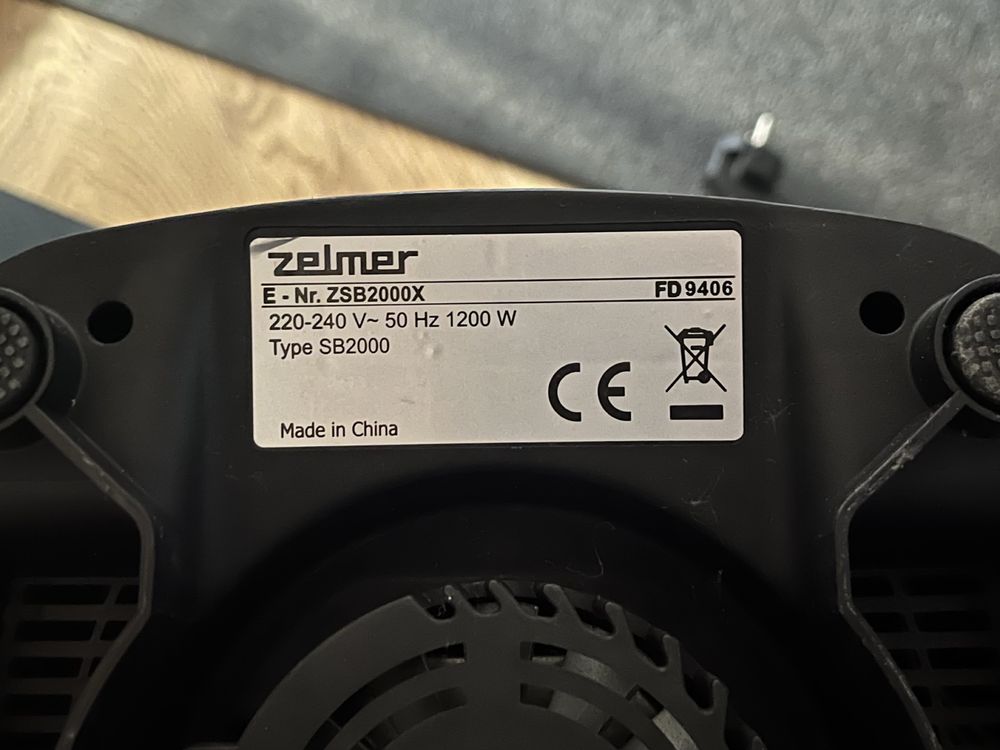 zelmer
E - Nr. ZSB2000X FD 9406
220-240 V~ 50 Hz 1200 W
Type SB2000
CE
Made in China